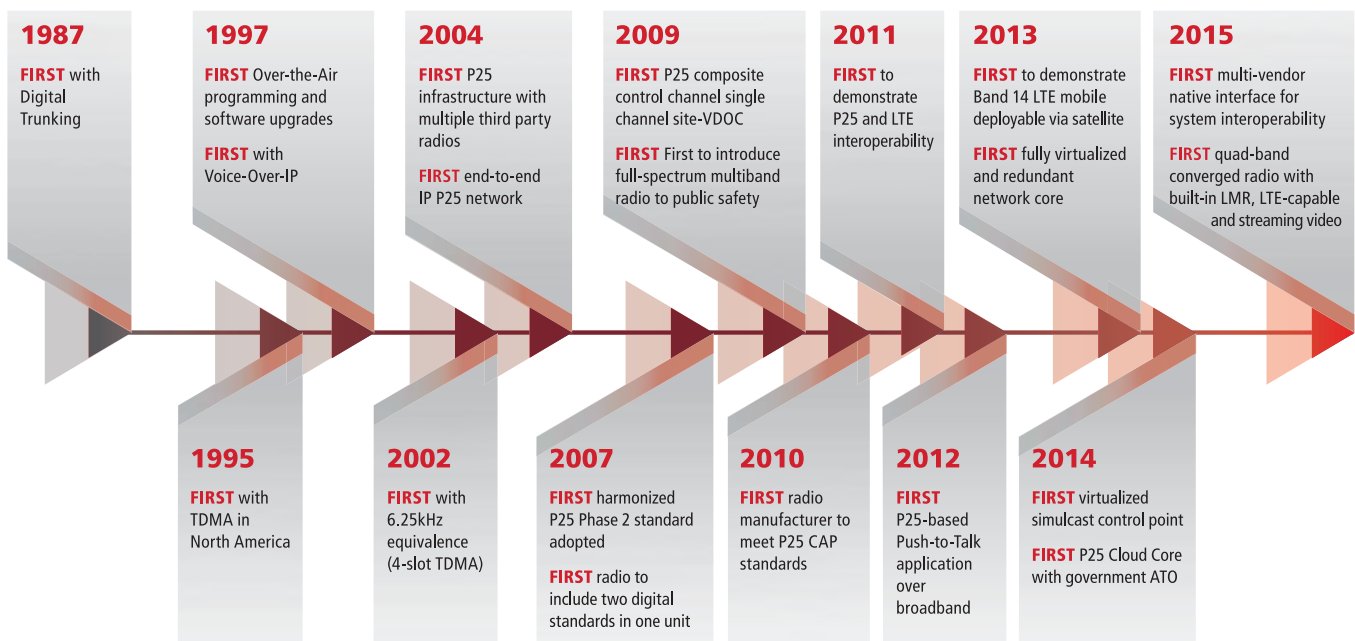 1987
FIRST with
Digital
Trunking
1997
FIRST Over-the-Air
programming and
software upgrades
FIRST with
Voice-Over-IP
2004
FIRST P25
infrastructure with
multiple third party
radios
FIRST end-to-end
IP P25 network
2009
FIRST P25 composite
control channel single
channel site-VDOC
FIRST First to introduce
full-spectrum multiband
radio to public safety
2011
FIRST to
demonstrate
P25 and LTE
interoperability
2013
FIRST to demonstrate
Band 14 LTE mobile
deployable via satellite
FIRST fully virtualized
and redundant
network core
2015
FIRST multi-vendor
native interface for
system interoperability
FIRST quad-band
converged radio with
built-in LMR, LTE-capable
and streaming video
1995
FIRST with
TDMA in
North America
2002
FIRST with
6.25kHz
equivalence
(4-slot TDMA)
2007
FIRST harmonized
P25 Phase 2 standard
adopted
FIRST radio to
include two digital
standards in one unit
2010
FIRST radio
manufacturer to
meet P25 CAP
standards
2012
FIRST
P25-based
Push-to-Talk
application
over
broadband
2014
FIRST virtualized
simulcast control point
FIRST P25 Cloud Core
with government ATO